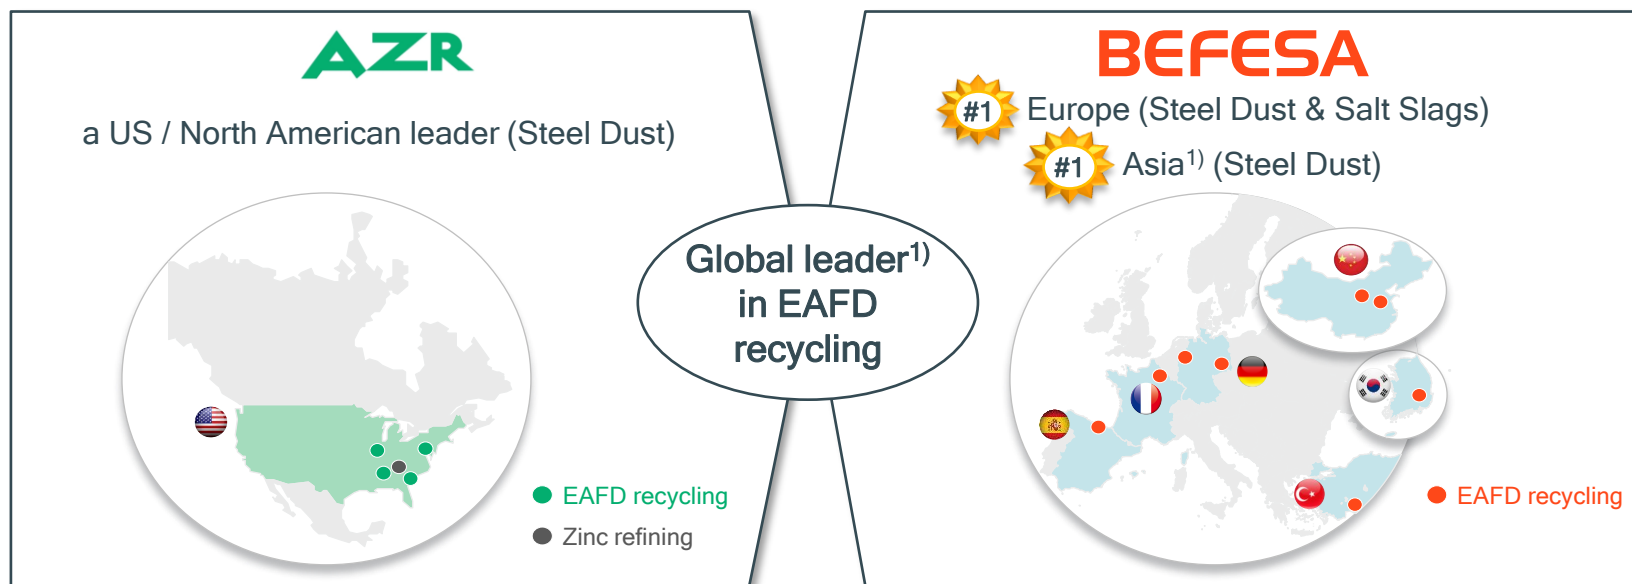 AZR
a US / North American leader (Steel Dust)
EAFD recycling
Zinc refining
Global leader1)
in EAFD
recycling
BEFESA
#1 Europe (Steel Dust & Salt Slags)
#1 Asia1) (Steel Dust)
EAFD recycling